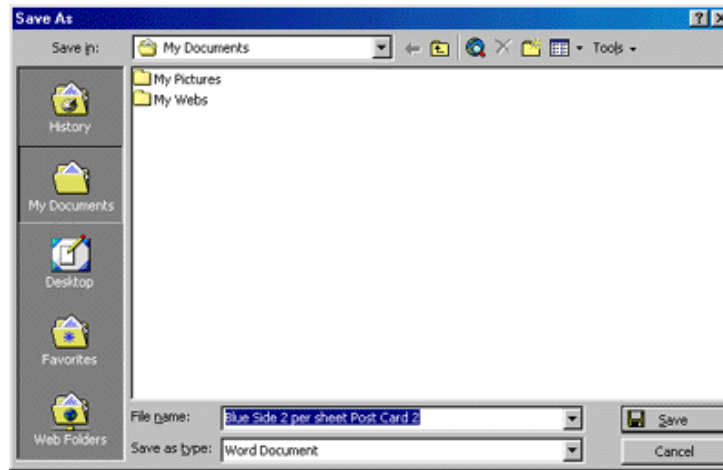 Save As
Save in: My Documents Tools
My Pictures
My Webs
History
My Documents
Desktop
Favorites
Web Folders
File name: Blue Side 2 per sheet Post Card 2 Save
Save as type: Word Document Cancel